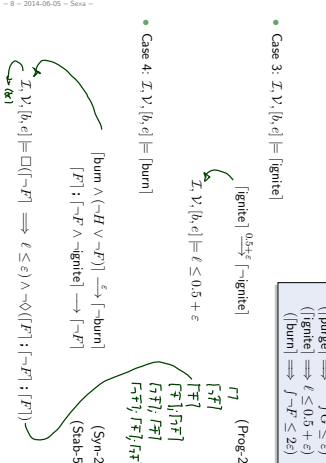 (⌈purge⌉ ⟹ ∫G ≤ ε)
(⌈ignite⌉ ⟹ ℓ ≤ 0.5 + ε)
(⌈burn⌉ ⟹ ∫¬F ≤ 2ε)
• Case 3: ℐ, 𝒱, [b, e] ⊨ ⌈ignite⌉
⌈ignite⌉ —0.5+ε→ ⌈¬ignite⌉ (Prog-2
ℐ, 𝒱, [b, e] ⊨ ℓ ≤ 0.5 + ε
• Case 4: ℐ, 𝒱, [b, e] ⊨ ⌈burn⌉
⌈⌉
⌈¬F⌉
⌈F⌉
⌈F⌉;⌈¬F⌉
⌈¬F⌉;⌈F⌉
⌈¬F⌉;⌈F⌉;⌈¬F
⌈burn ∧ (¬H ∨ ¬F)⌉ —ε→ ⌈¬burn⌉ (Syn-2
⌈F⌉ ; ⌈¬F ∧ ¬ignite⌉ ⟶ ⌈¬F⌉ (Stab-5
ℐ, 𝒱, [b, e] ⊨ □(⌈¬F⌉ ⟹ ℓ ≤ ε) ∧ ¬◇(⌈F⌉ ; ⌈¬F⌉ ; ⌈F⌉)
– 8 – 2014-06-05 – Sexa –